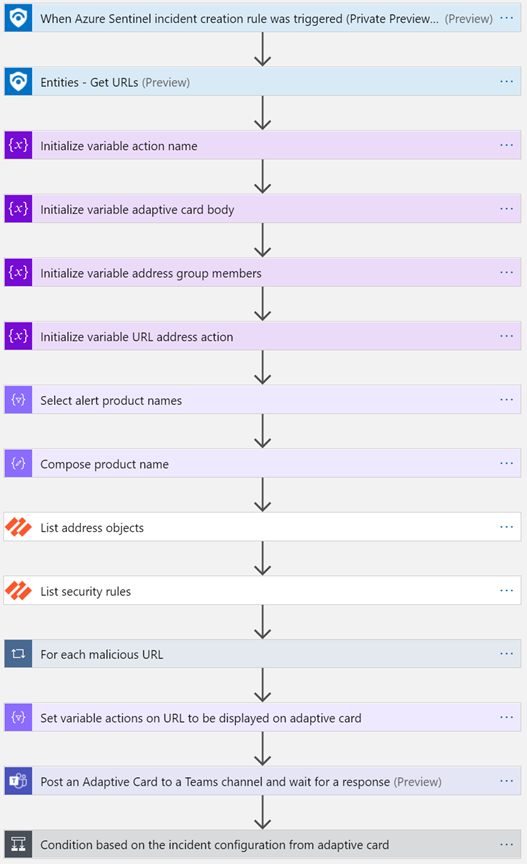 When Azure Sentinel incident creation rule was triggered (Private Preview... (Preview) ...
Entities - Get URLs (Preview) ...
{x} Initialize variable action name ...
{x} Initialize variable adaptive card body ...
{x} Initialize variable address group members ...
{x} Initialize variable URL address action ...
Select alert product names ...
Compose product name ...
List address objects ...
List security rules ...
For each malicious URL ...
Set variable actions on URL to be displayed on adaptive card ...
Post an Adaptive Card to a Teams channel and wait for a response (Preview) ...
Condition based on the incident configuration from adaptive card ...